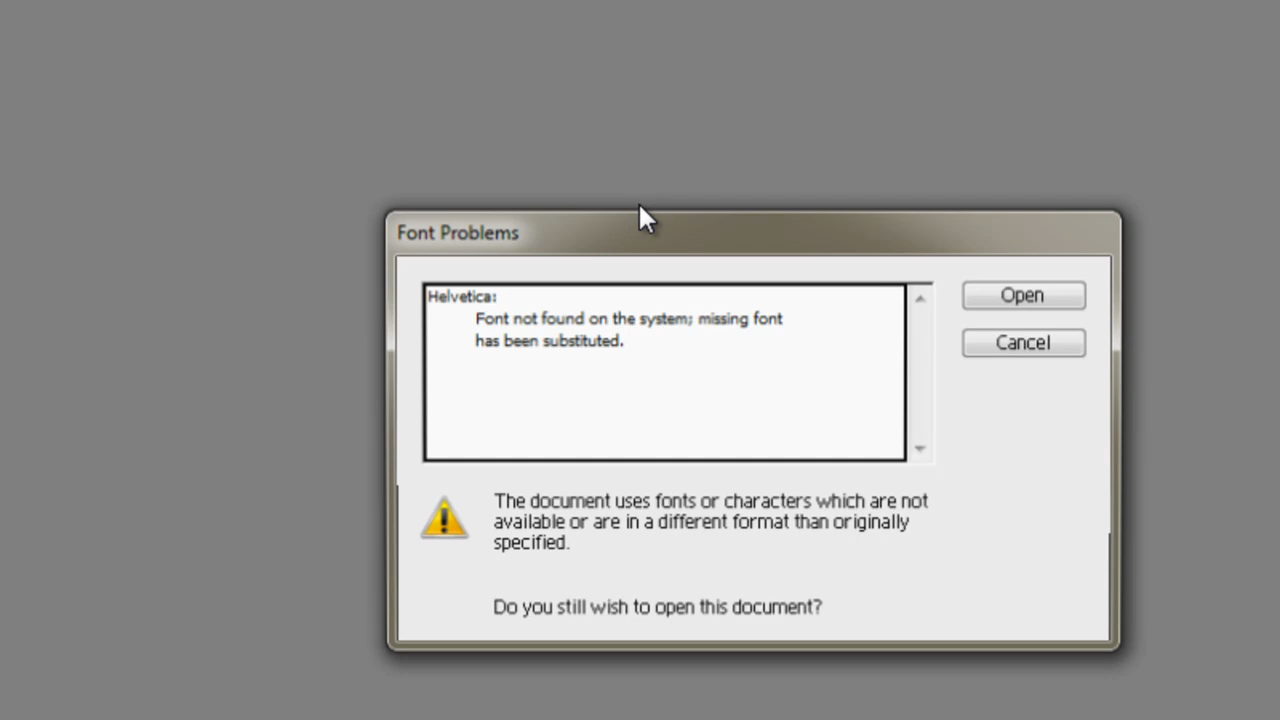 Font Problems
Helvetica:
Font not found on the system; missing font
has been substituted.
Open
Cancel
The document uses fonts or characters which are not
available or are in a different format than originally
specified.
Do you still wish to open this document?